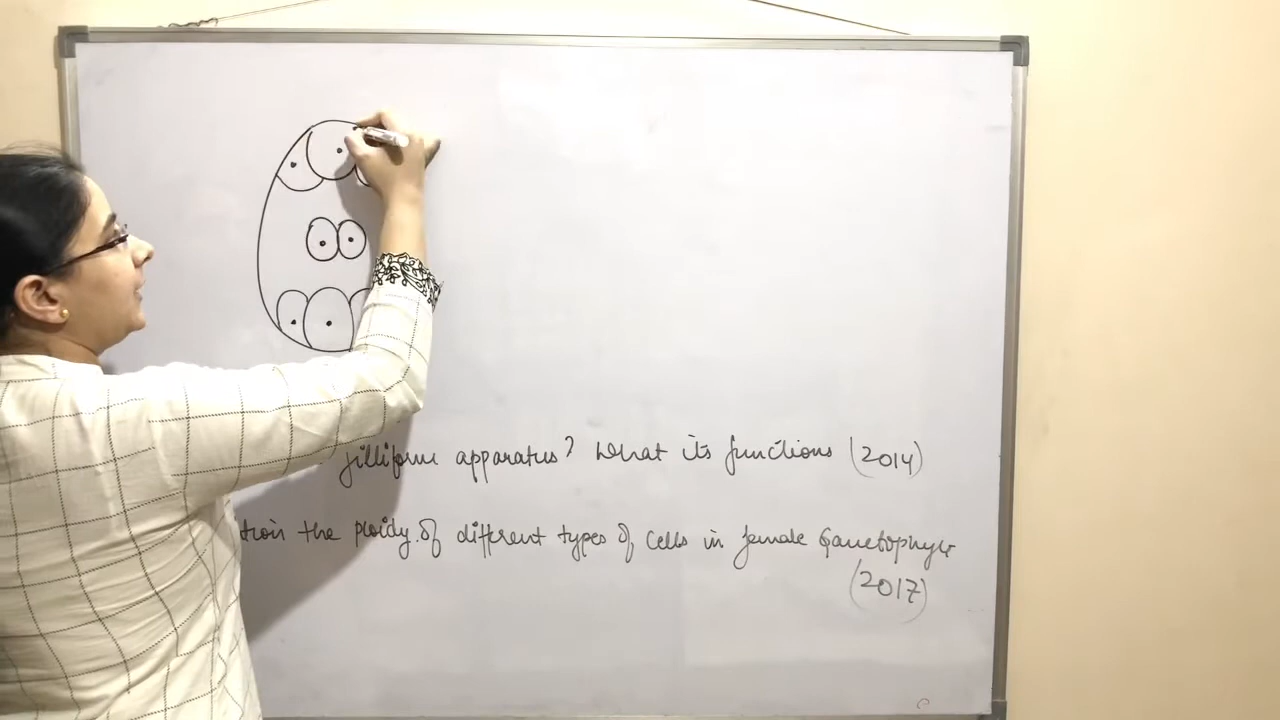 filliform apparatus? What its functions (2014)
tion the ploidy of different types of cells in female Gametophyte
(2017)